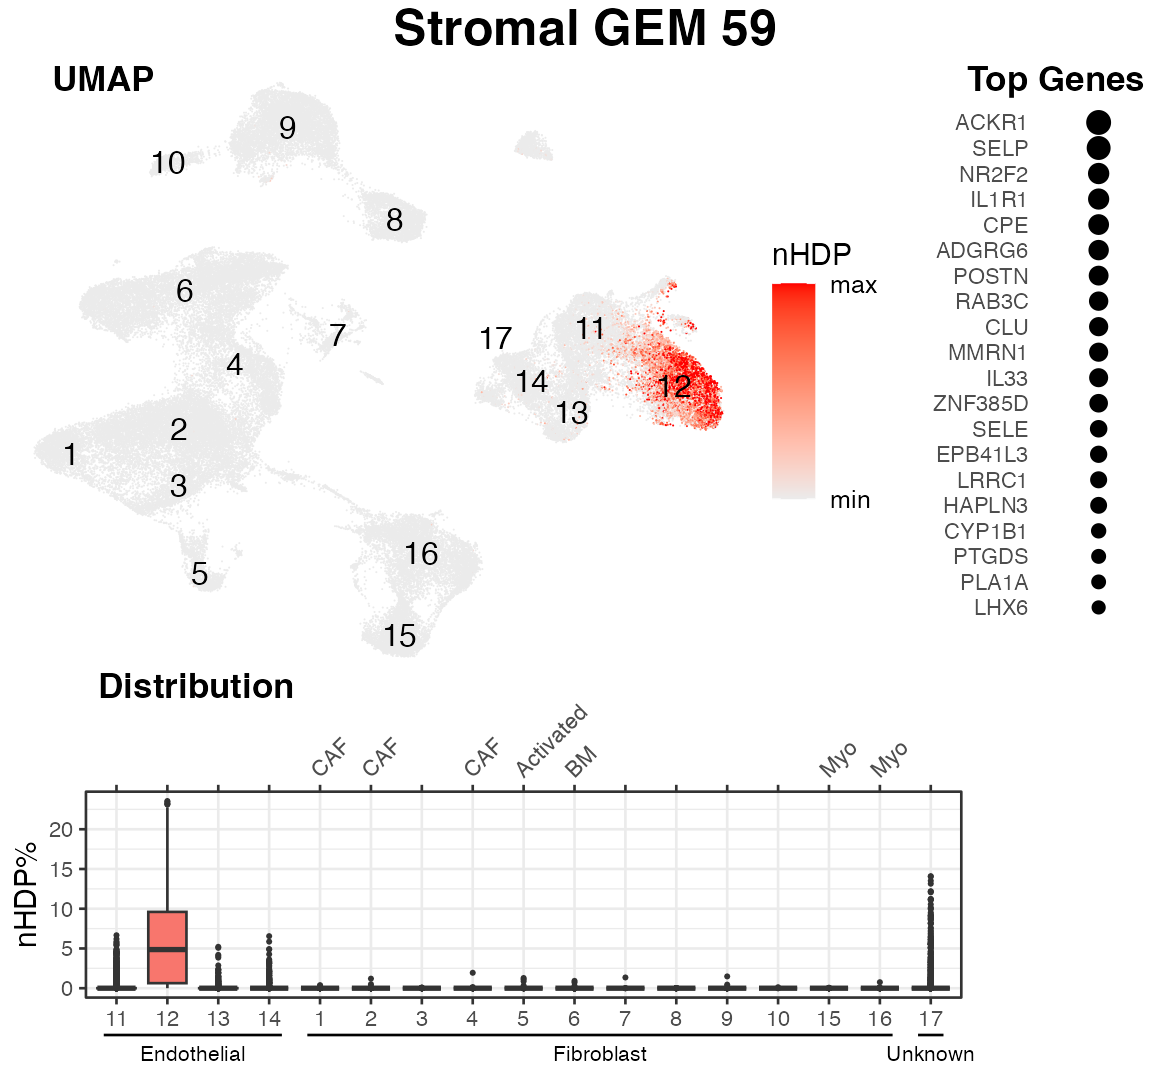 Stromal GEM 59
UMAP
9
10
8
6
7
4
2
1
3
5
16
15
17
11
14
12
13
nHDP
max
min
Top Genes
ACKR1
SELP
NR2F2
IL1R1
CPE
ADGRG6
POSTN
RAB3C
CLU
MMRN1
IL33
ZNF385D
SELE
EPB41L3
LRRC1
HAPLN3
CYP1B1
PTGDS
PLA1A
LHX6
Distribution
CAF
CAF
CAF
Activated
BM
Myo
Myo
nHDP%
20
15
10
5
0
11 12 13 14 1 2 3 4 5 6 7 8 9 10 15 16 17
Endothelial Fibroblast Unknown